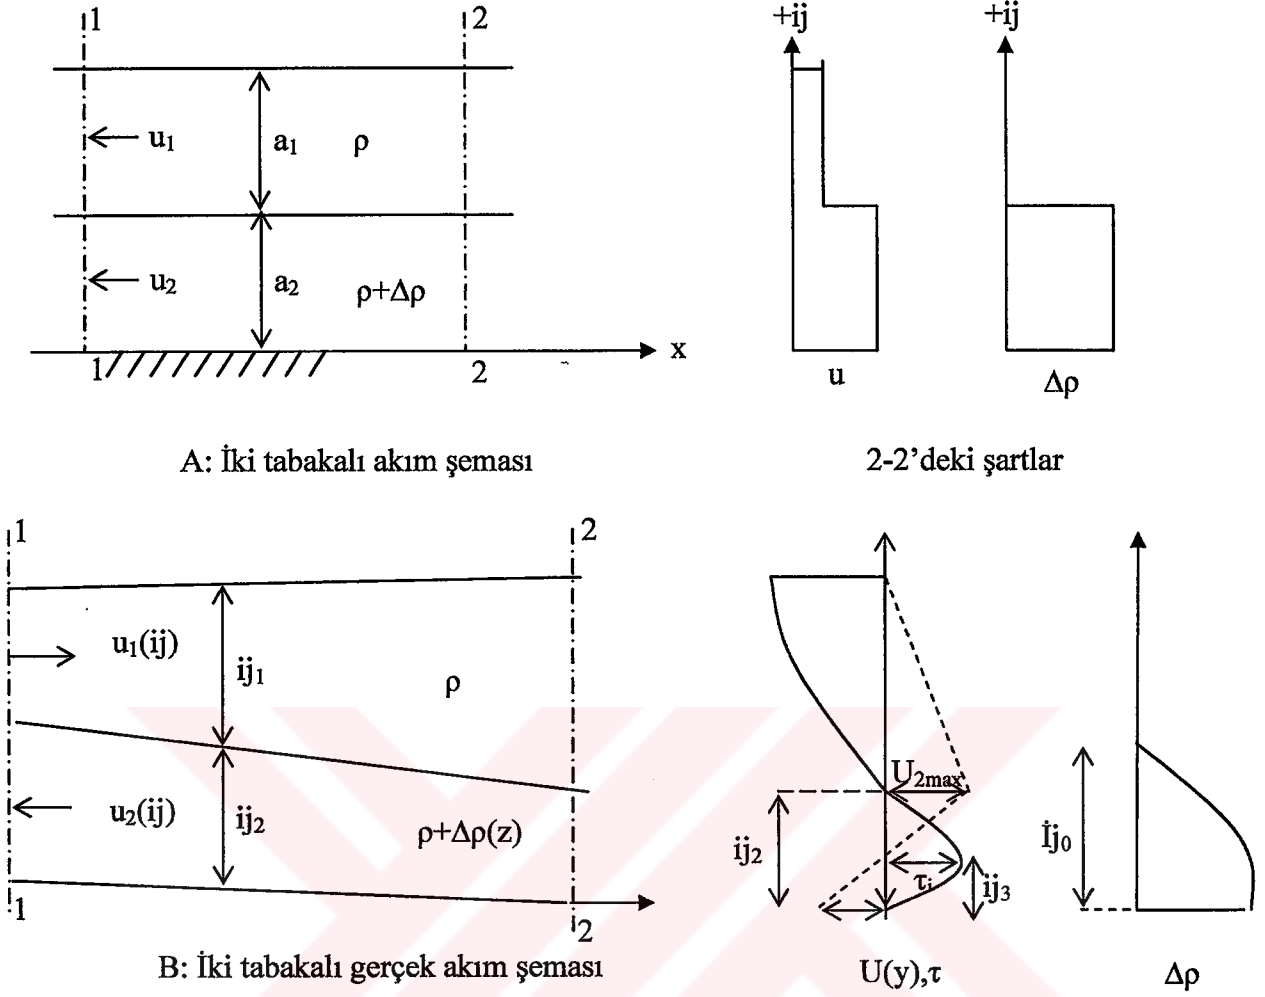 1
2
+ij
+ij
u₁
a₁
ρ
u₂
a₂
ρ+Δρ
x
1
2
u
Δρ
A: İki tabakalı akım şeması
2-2'deki şartlar
1
2
u₁(ij)
ij₁
ρ
u₂(ij)
ij₂
ρ+Δρ(z)
U₂max
ij₂
τᵢ
ij₃
İj₀
1
2
B: İki tabakalı gerçek akım şeması
U(y),τ
Δρ